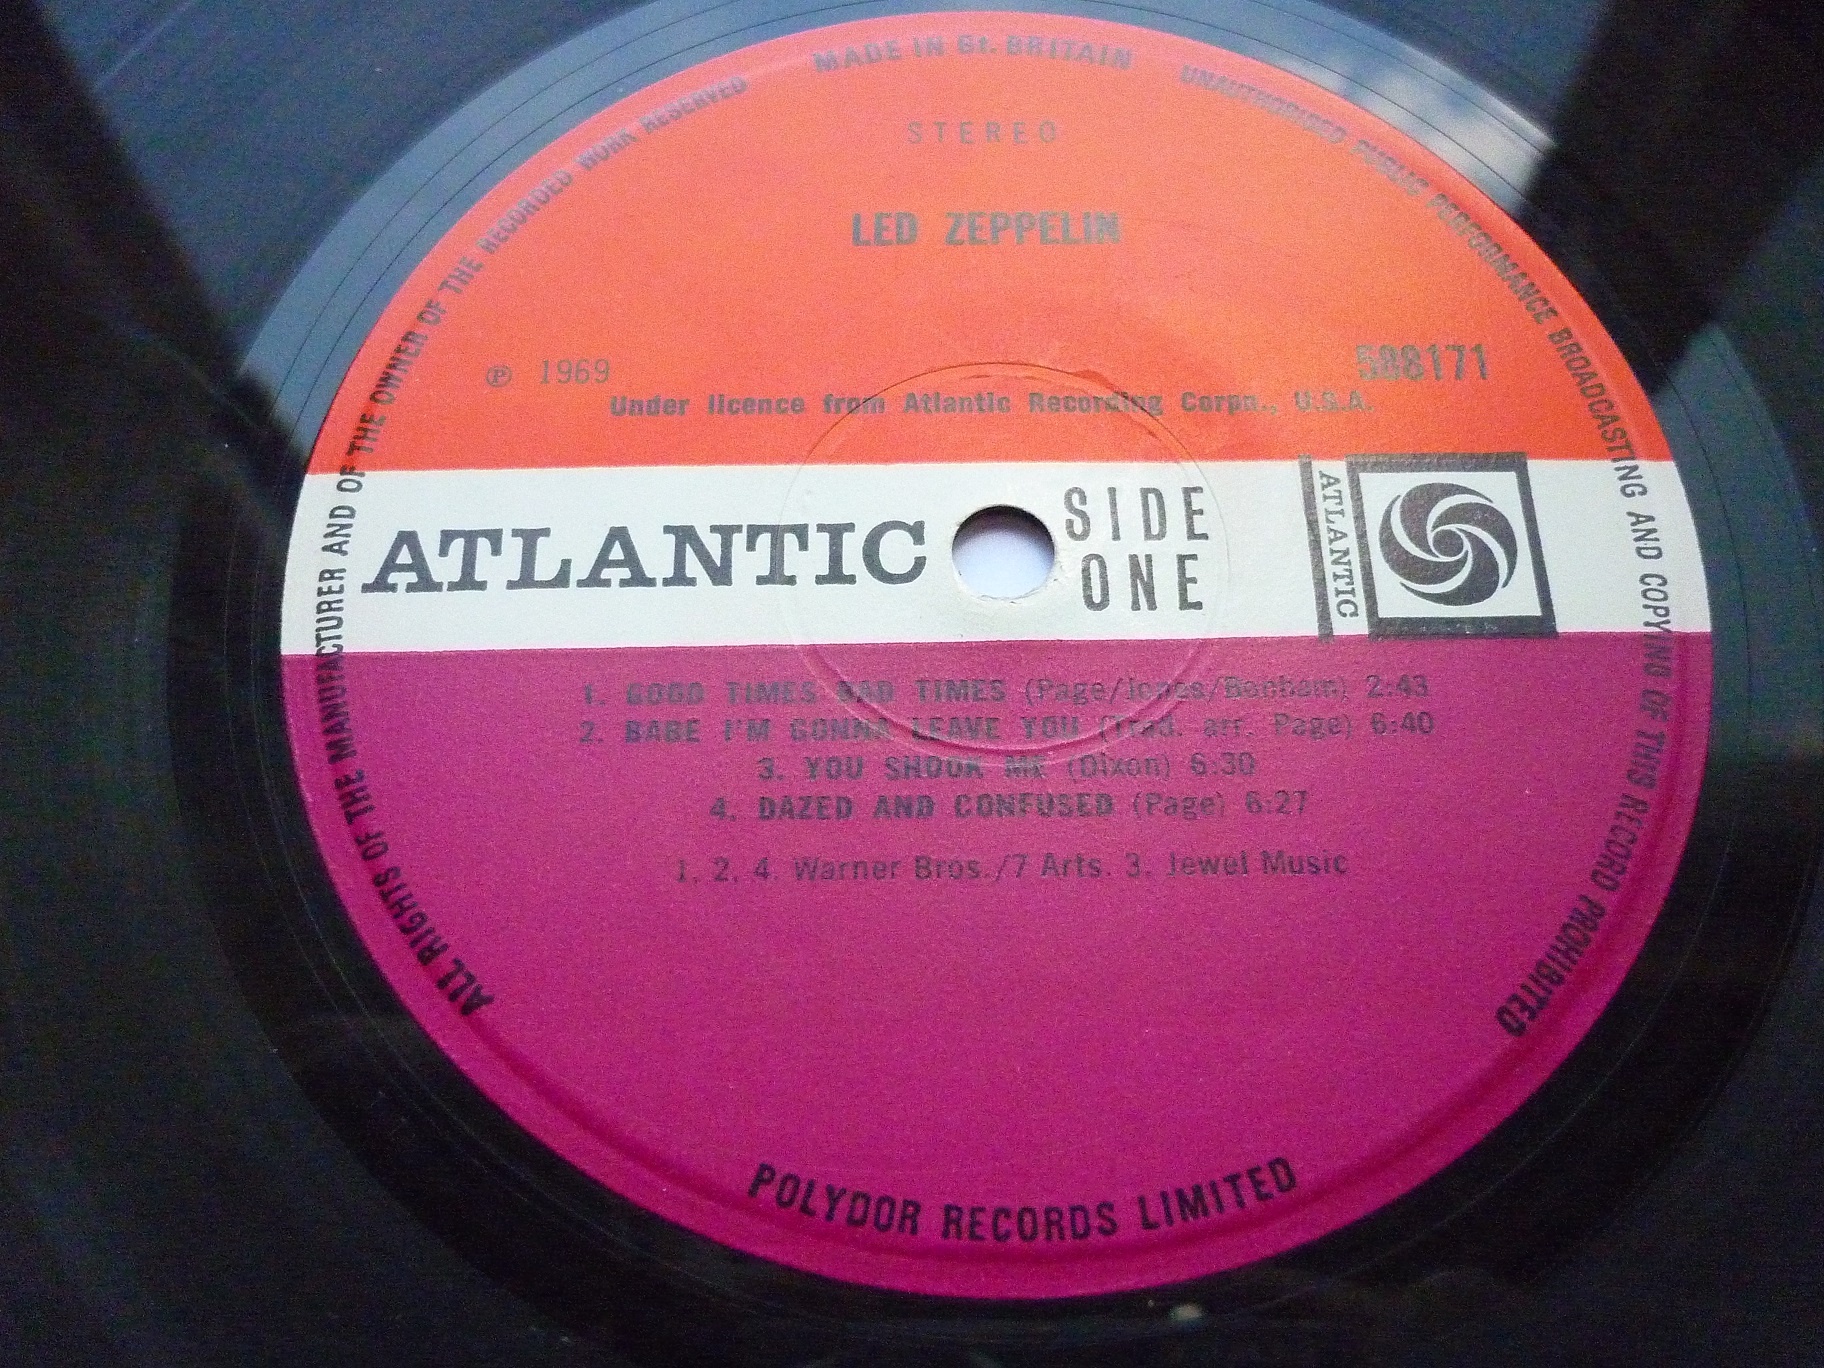 MADE IN Gt. BRITAIN
UNAUTHORISED PUBLIC PERFORMANCE BROADCASTING AND COPYING OF THIS RECORD PROHIBITED
ALL RIGHTS OF THE MANUFACTURER AND OF THE OWNER OF THE RECORDED WORK RESERVED
STEREO
LED ZEPPELIN
℗ 1969
588171
Under licence from Atlantic Recording Corpn., U.S.A.
ATLANTIC
SIDE
ONE
ATLANTIC
1. GOOD TIMES BAD TIMES (Page/Jones/Bonham) 2:43
2. BABE I'M GONNA LEAVE YOU (Trad. arr. Page) 6:40
3. YOU SHOOK ME (Dixon) 6:30
4. DAZED AND CONFUSED (Page) 6:27
1. 2. 4. Warner Bros./7 Arts. 3. Jewel Music
POLYDOR RECORDS LIMITED